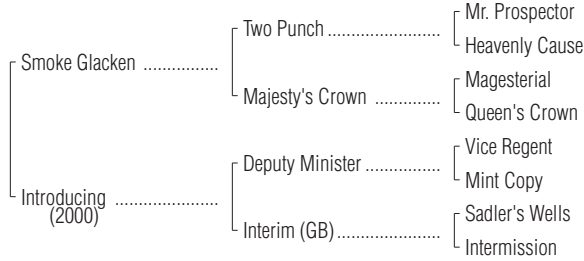 Mr. Prospector
Two Punch ....................
Heavenly Cause
Smoke Glacken ...............
Magesterial
Majesty's Crown .............
Queen's Crown
Vice Regent
Deputy Minister ..............
Mint Copy
Introducing .....................
(2000)
Sadler's Wells
Interim (GB)....................
Intermission